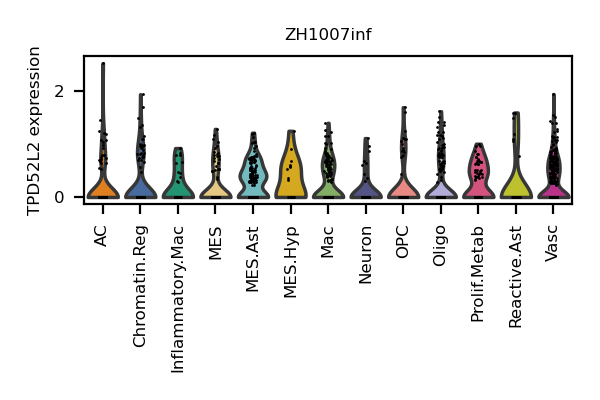 ZH1007inf
TPD52L2 expression
2
0
AC
Chromatin.Reg
Inflammatory.Mac
MES
MES.Ast
MES.Hyp
Mac
Neuron
OPC
Oligo
Prolif.Metab
Reactive.Ast
Vasc